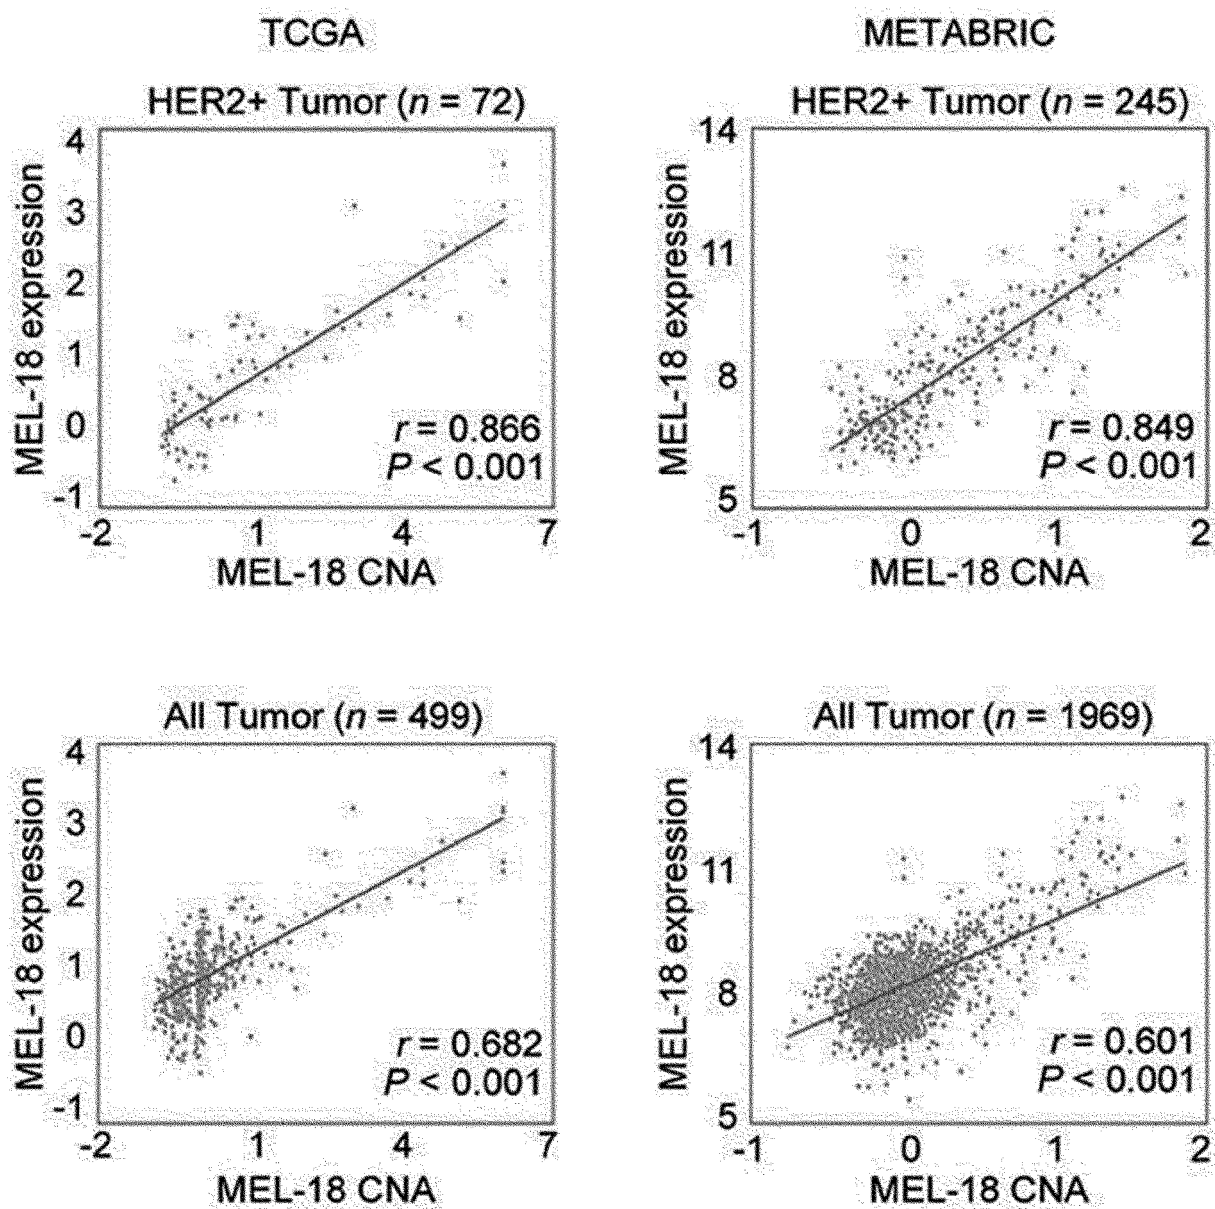 TCGA
HER2+ Tumor (n = 72)
MEL-18 expression
4
3
2
1
0
-1
r = 0.866
P < 0.001
-2 1 4 7
MEL-18 CNA
METABRIC
HER2+ Tumor (n = 245)
MEL-18 expression
14
11
8
5
r = 0.849
P < 0.001
-1 0 1 2
MEL-18 CNA
All Tumor (n = 499)
MEL-18 expression
4
3
2
1
0
-1
r = 0.682
P < 0.001
-2 1 4 7
MEL-18 CNA
All Tumor (n = 1969)
MEL-18 expression
14
11
8
5
r = 0.601
P < 0.001
-1 0 1 2
MEL-18 CNA